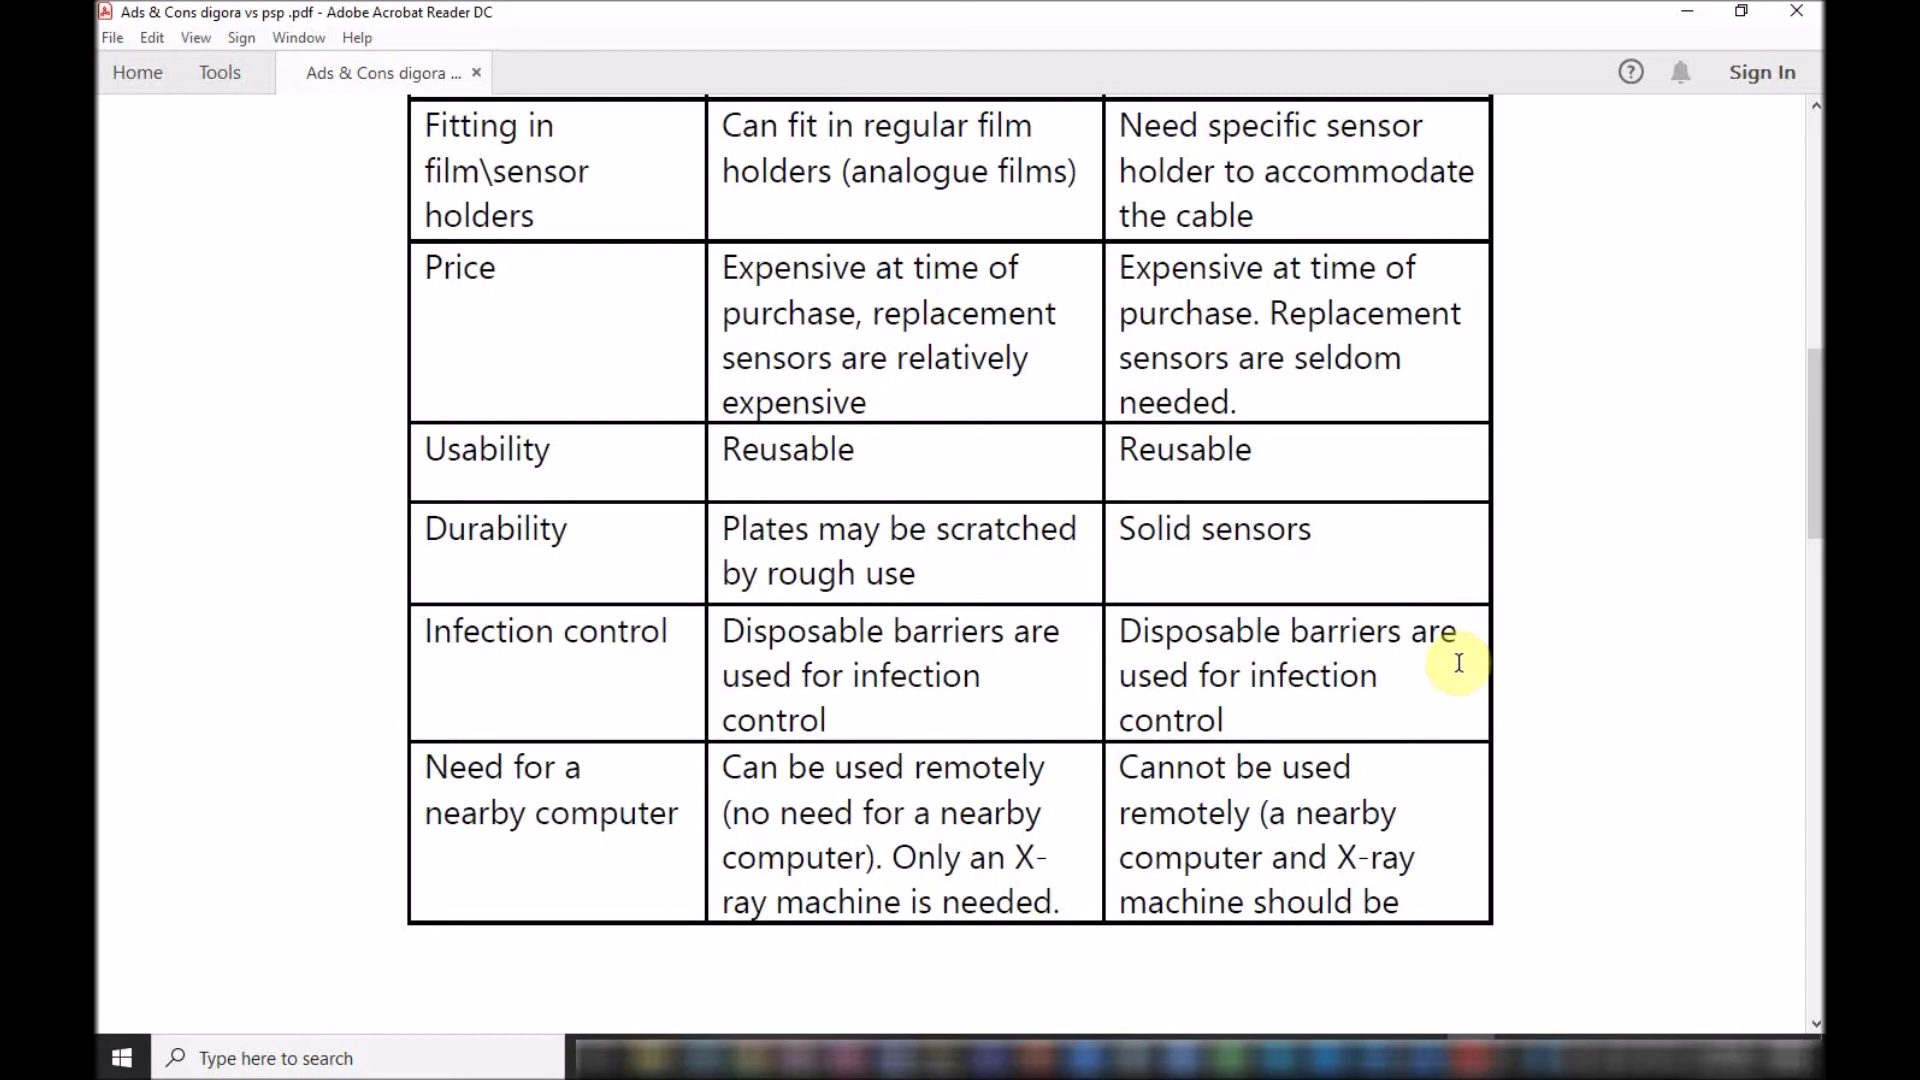 Ads & Cons digora vs psp .pdf - Adobe Acrobat Reader DC
File Edit View Sign Window Help
Home Tools Ads & Cons digora ... × Sign In
Fitting in
film\sensor
holders
Can fit in regular film
holders (analogue films)
Need specific sensor
holder to accommodate
the cable
Price
Expensive at time of
purchase, replacement
sensors are relatively
expensive
Expensive at time of
purchase. Replacement
sensors are seldom
needed.
Usability
Reusable
Reusable
Durability
Plates may be scratched
by rough use
Solid sensors
Infection control
Disposable barriers are
used for infection
control
Disposable barriers are
used for infection
control
Need for a
nearby computer
Can be used remotely
(no need for a nearby
computer). Only an X-
ray machine is needed.
Cannot be used
remotely (a nearby
computer and X-ray
machine should be
Type here to search